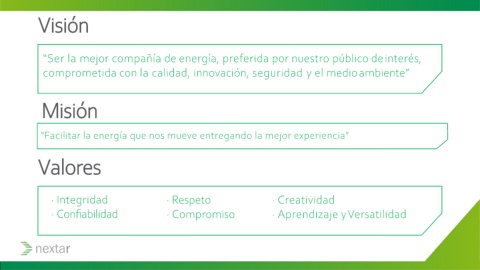 Visión
“Ser la mejor compañía de energía, preferida por nuestro público de interés,
comprometida con la calidad, innovación, seguridad y el medio ambiente”
Misión
“Facilitar la energía que nos mueve entregando la mejor experiencia”
Valores
· Integridad · Respeto · Creatividad
· Confiabilidad · Compromiso · Aprendizaje y Versatilidad
nextar